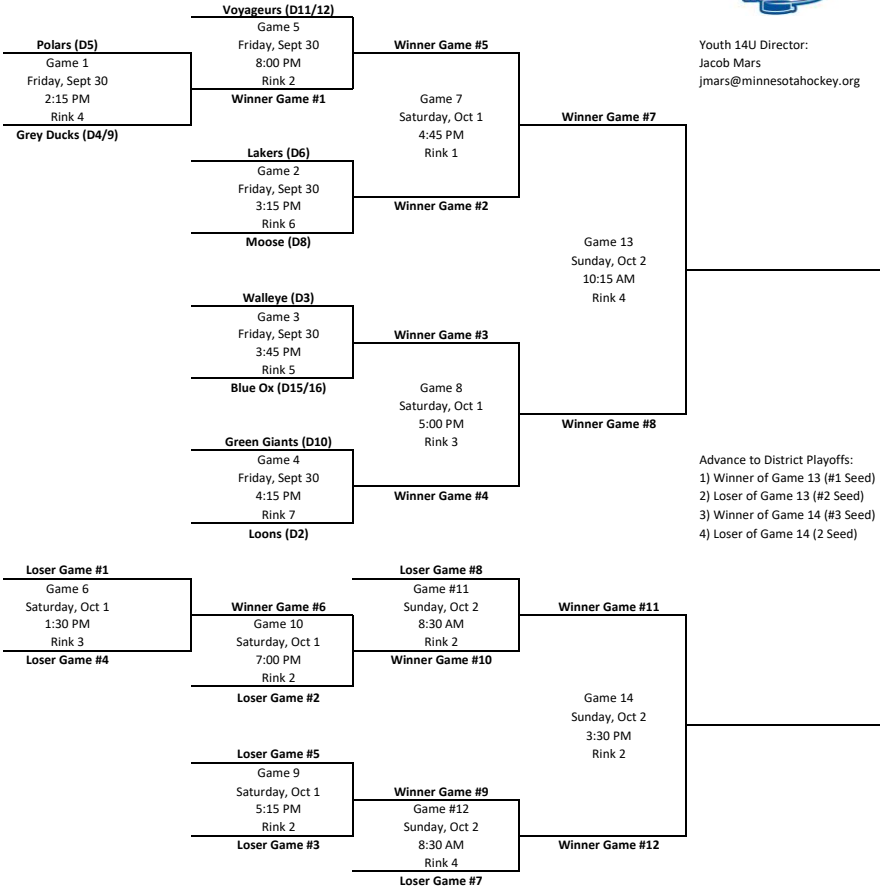 Voyageurs (D11/12)
Game 5
Friday, Sept 30
8:00 PM
Rink 2
Winner Game #1
Polars (D5)
Game 1
Friday, Sept 30
2:15 PM
Rink 4
Grey Ducks (D4/9)
Winner Game #5
Game 7
Saturday, Oct 1
4:45 PM
Rink 1
Winner Game #2
Youth 14U Director:
Jacob Mars
jmars@minnesotahockey.org
Lakers (D6)
Game 2
Friday, Sept 30
3:15 PM
Rink 6
Moose (D8)
Winner Game #7
Game 13
Sunday, Oct 2
10:15 AM
Rink 4
Winner Game #8
Walleye (D3)
Game 3
Friday, Sept 30
3:45 PM
Rink 5
Blue Ox (D15/16)
Winner Game #3
Game 8
Saturday, Oct 1
5:00 PM
Rink 3
Winner Game #4
Green Giants (D10)
Game 4
Friday, Sept 30
4:15 PM
Rink 7
Loons (D2)
Advance to District Playoffs:
1) Winner of Game 13 (#1 Seed)
2) Loser of Game 13 (#2 Seed)
3) Winner of Game 14 (#3 Seed)
4) Loser of Game 14 (2 Seed)
Loser Game #1
Game 6
Saturday, Oct 1
1:30 PM
Rink 3
Loser Game #4
Winner Game #6
Game 10
Saturday, Oct 1
7:00 PM
Rink 2
Loser Game #2
Loser Game #8
Game #11
Sunday, Oct 2
8:30 AM
Rink 2
Winner Game #10
Winner Game #11
Game 14
Sunday, Oct 2
3:30 PM
Rink 2
Winner Game #12
Loser Game #5
Game 9
Saturday, Oct 1
5:15 PM
Rink 2
Loser Game #3
Winner Game #9
Game #12
Sunday, Oct 2
8:30 AM
Rink 4
Loser Game #7